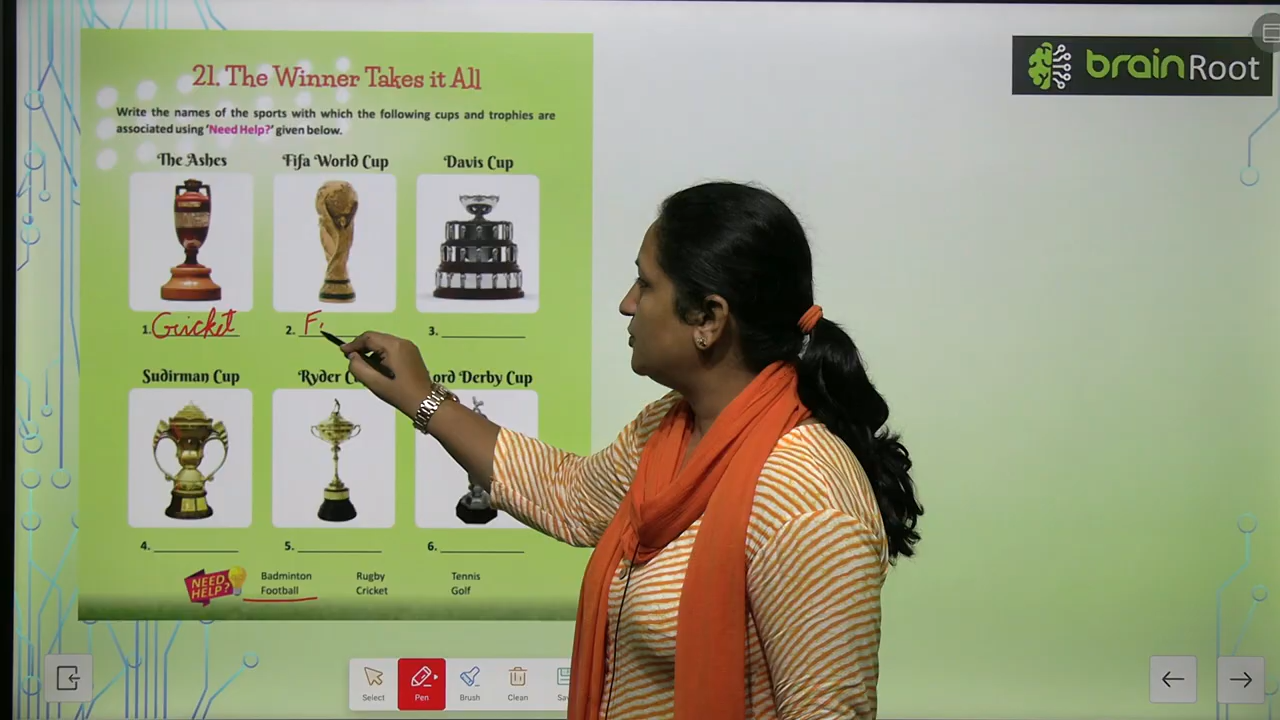 brainRoot
21. The Winner Takes it All
Write the names of the sports with which the following cups and trophies are
associated using 'Need Help?' given below.
The Ashes Fifa World Cup Davis Cup
1. Cricket 2. F 3.
Sudirman Cup Ryder ord Derby Cup
4. 5. 6.
NEED HELP?
Badminton Rugby Tennis
Football Cricket Golf
Select Pen Brush Clean